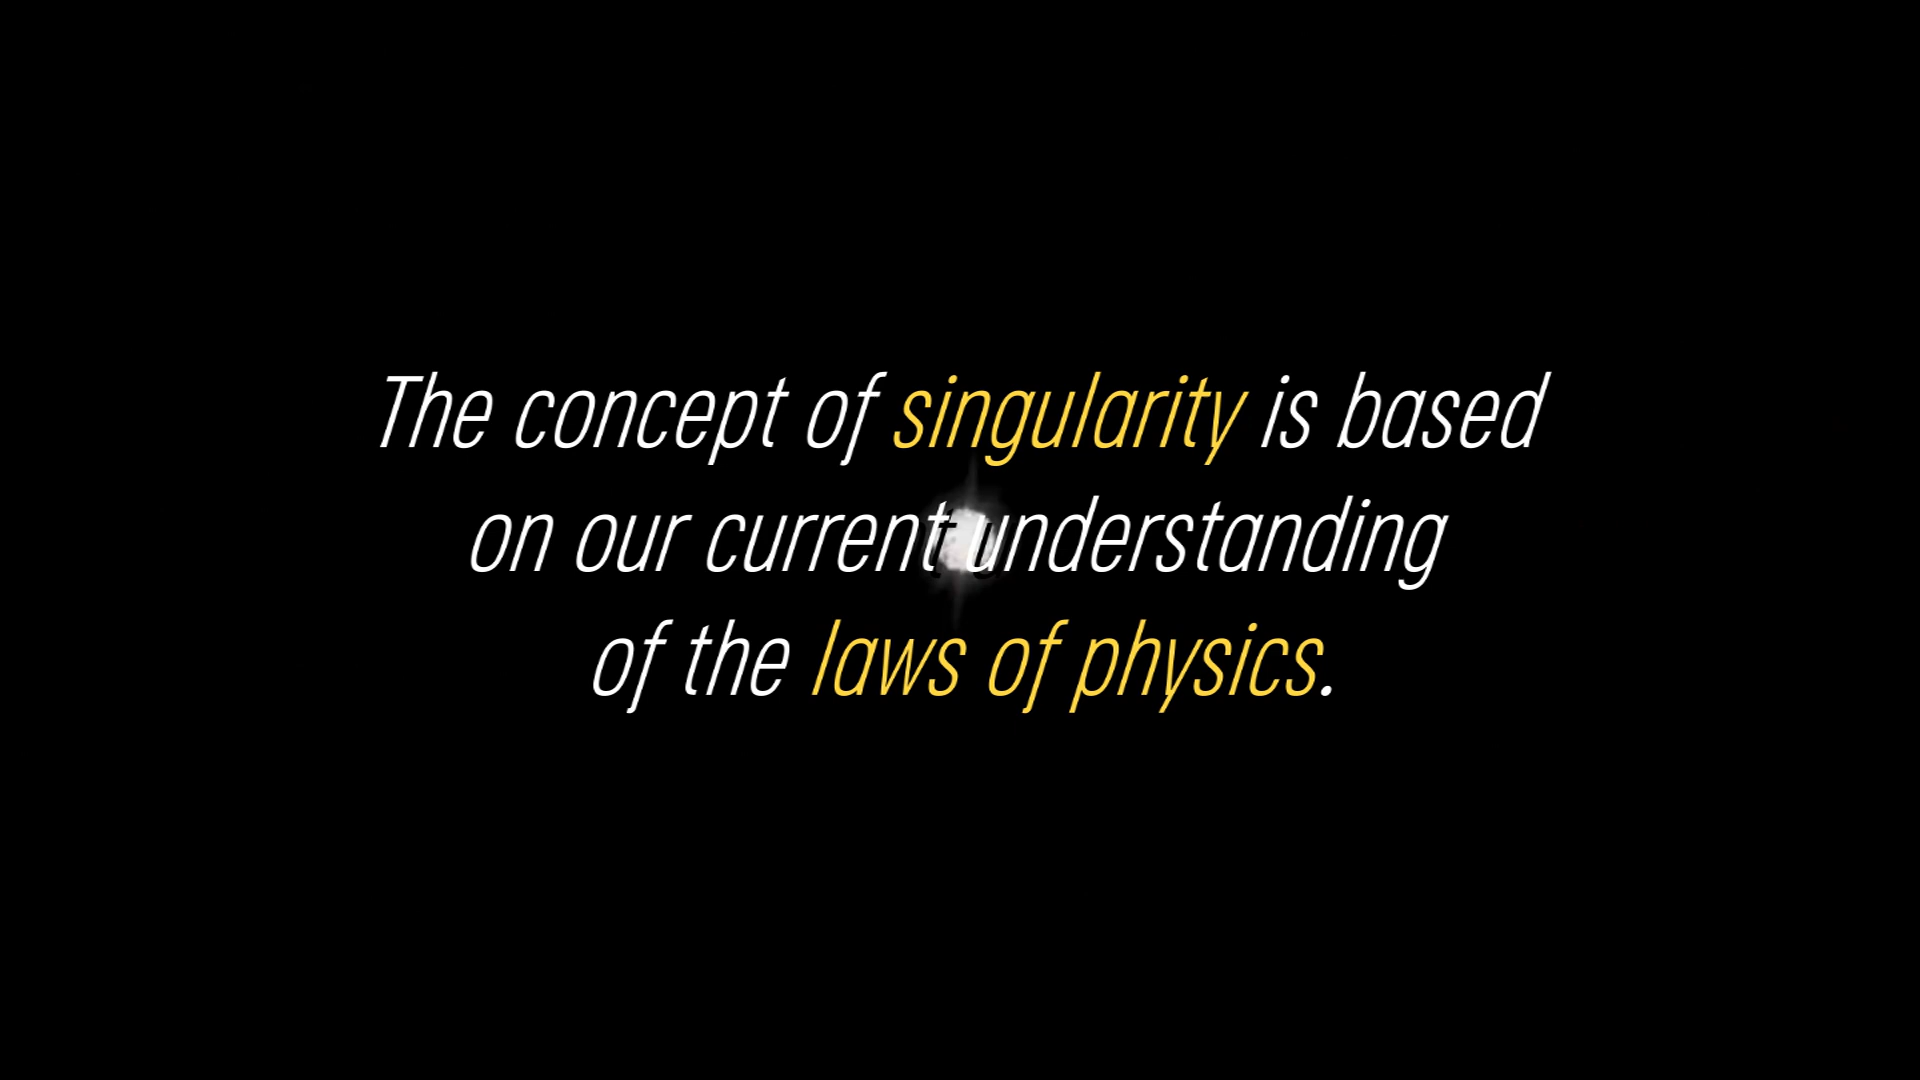 The concept of singularity is based
on our current understanding
of the laws of physics.